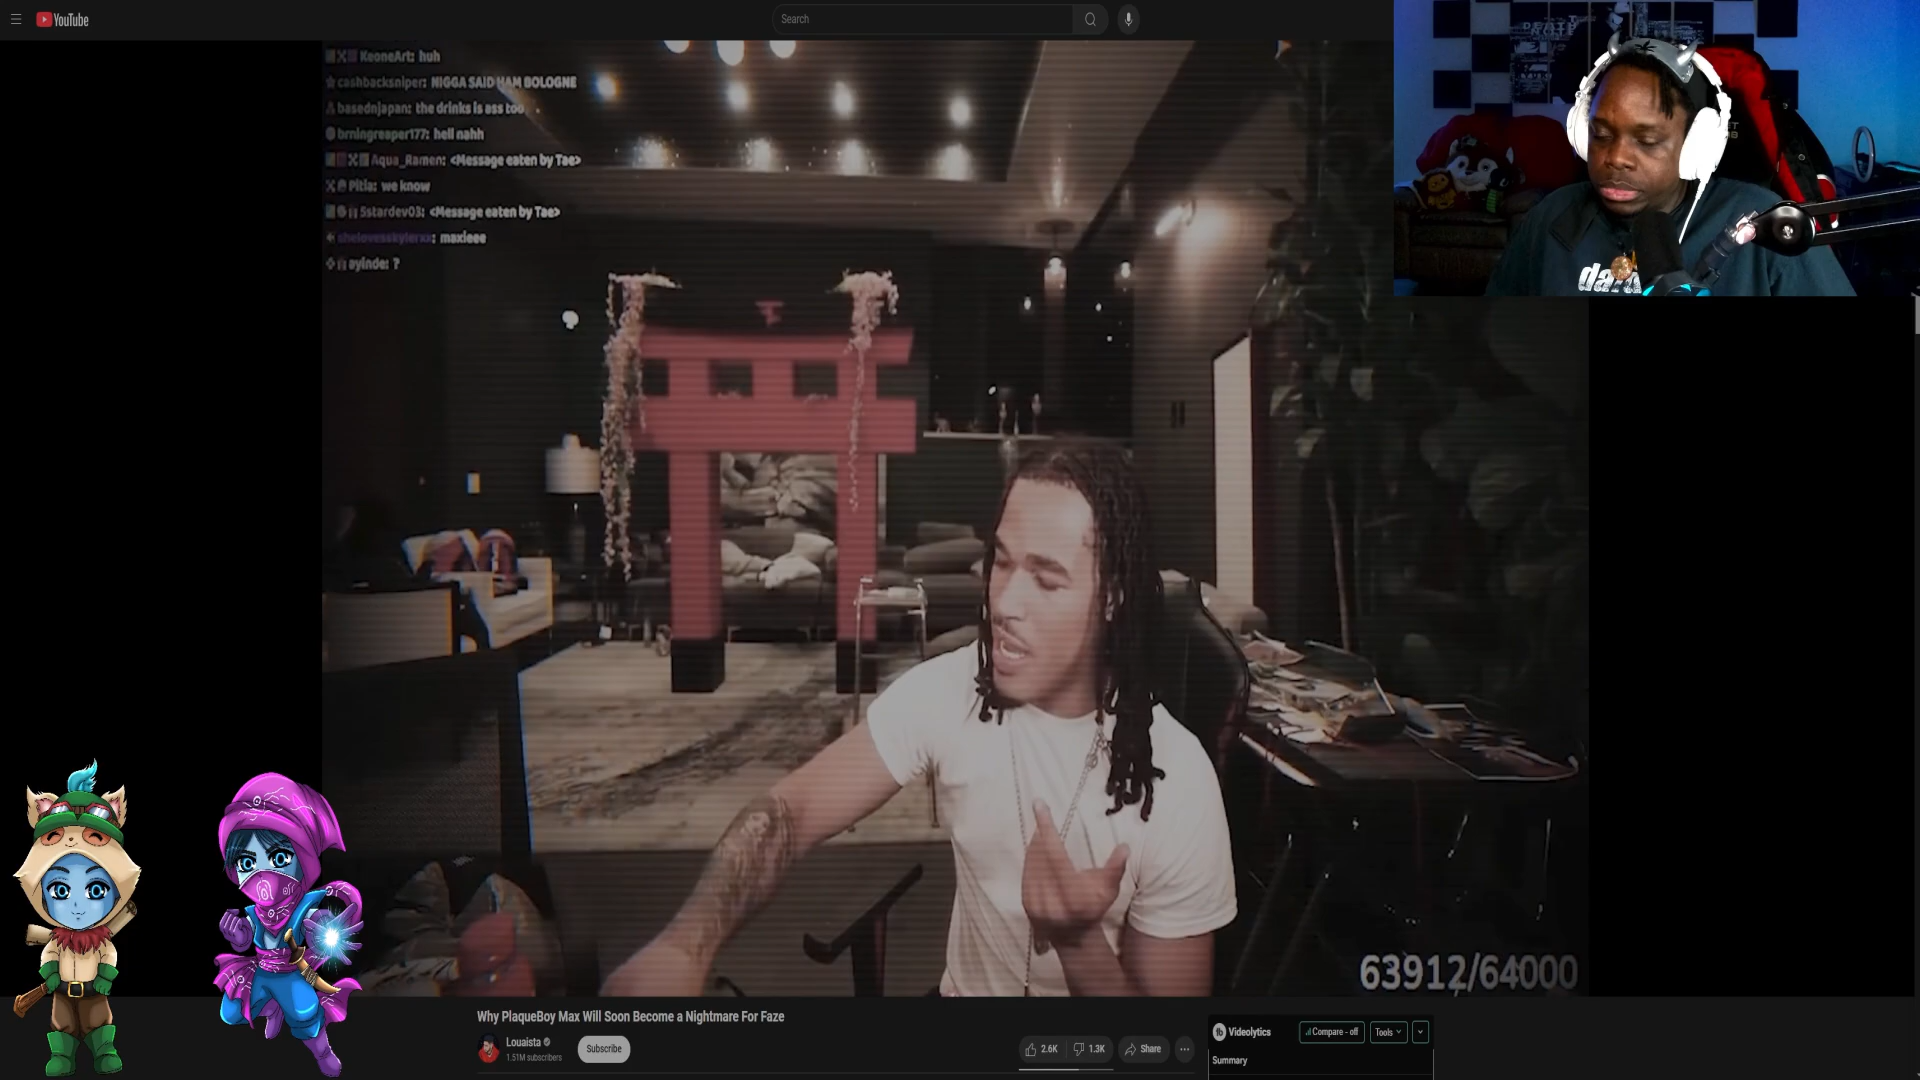 YouTube
Search
KeoneArt: huh
cashbacksniper: NIGGA SAID HAM BOLOGNE
basednjapan: the drinks is ass too
brningreaper177: hell nahh
Aqua_Ramen: <Message eaten by Tae>
Pitia: we know
5stardev03: <Message eaten by Tae>
shelovesskylerxx: maxieee
ayinde: ?
63912/64000
Why PlaqueBoy Max Will Soon Become a Nightmare For Faze
Louaista
1.51M subscribers
Subscribe
2.6K
1.3K
Share
Videolytics
Compare - off
Tools
Summary